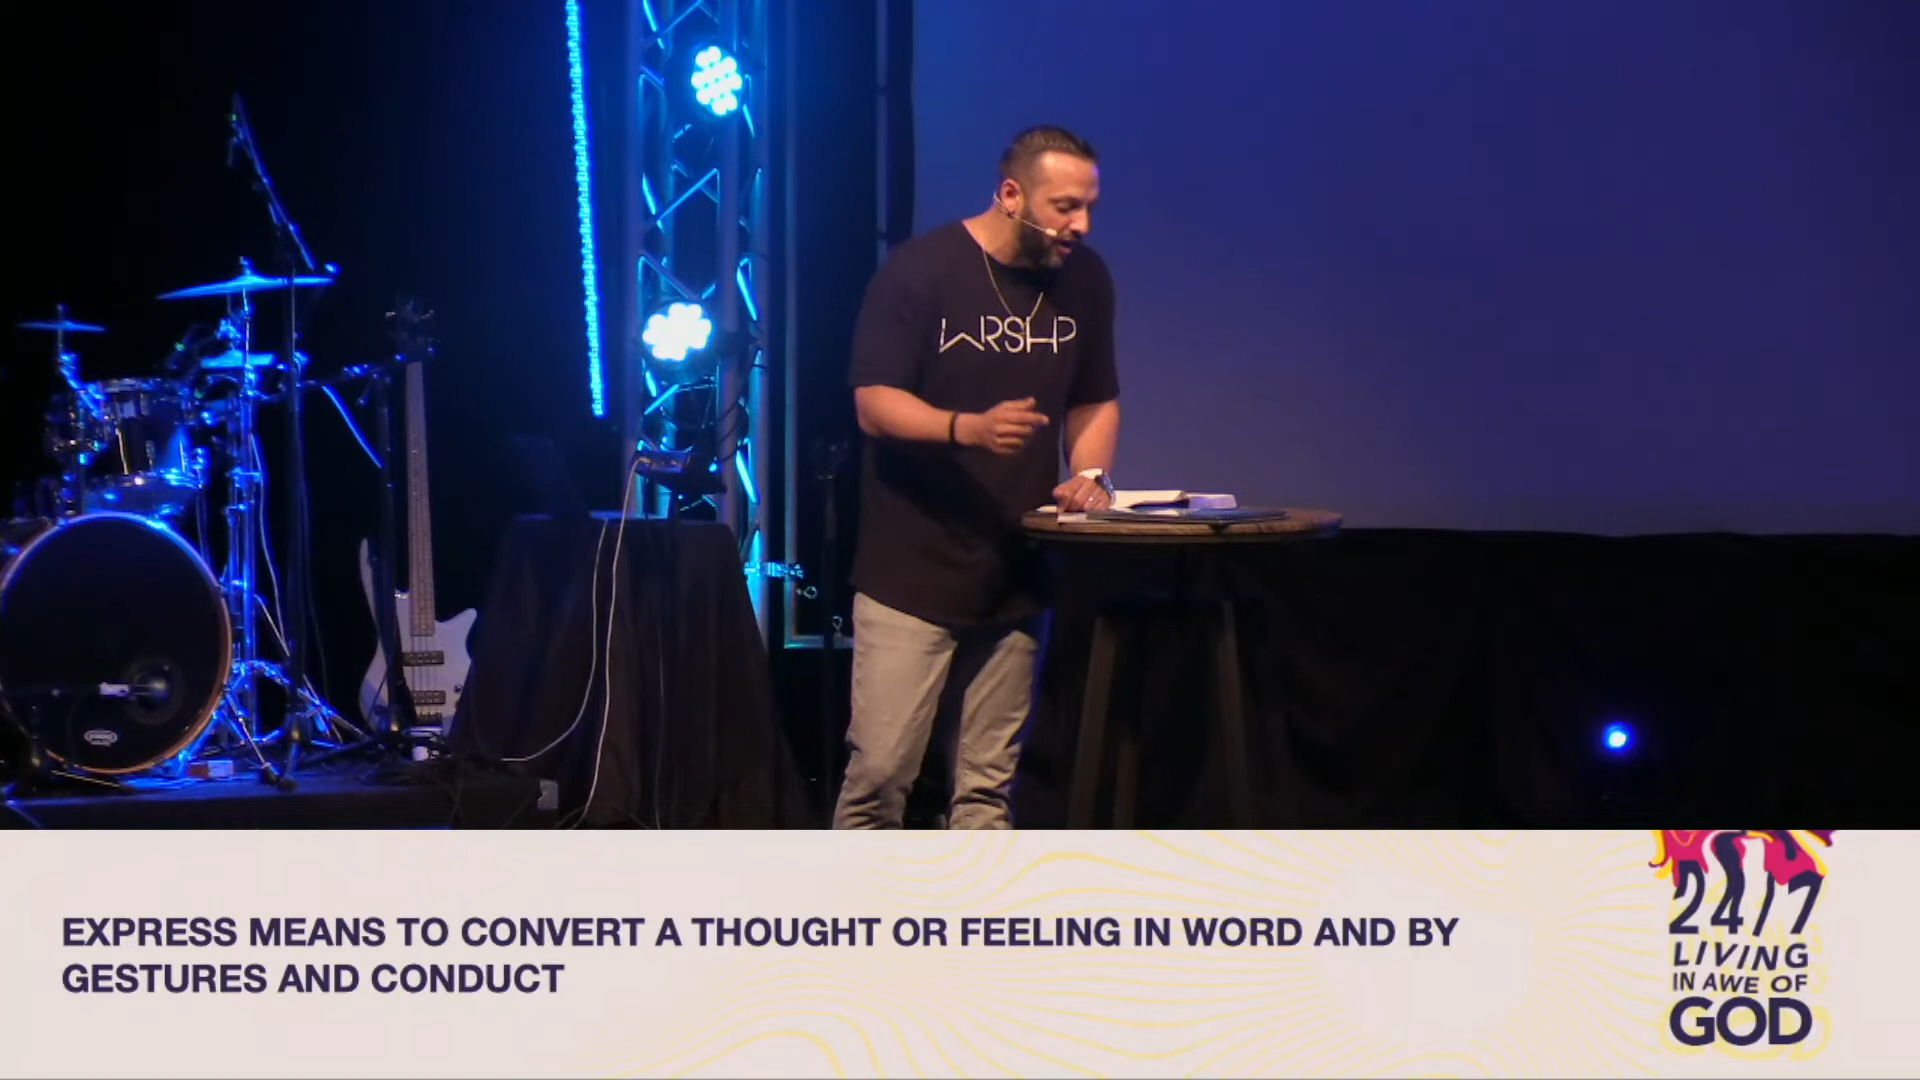 WRSHP
EXPRESS MEANS TO CONVERT A THOUGHT OR FEELING IN WORD AND BY
GESTURES AND CONDUCT
24/7
LIVING
IN AWE OF
GOD